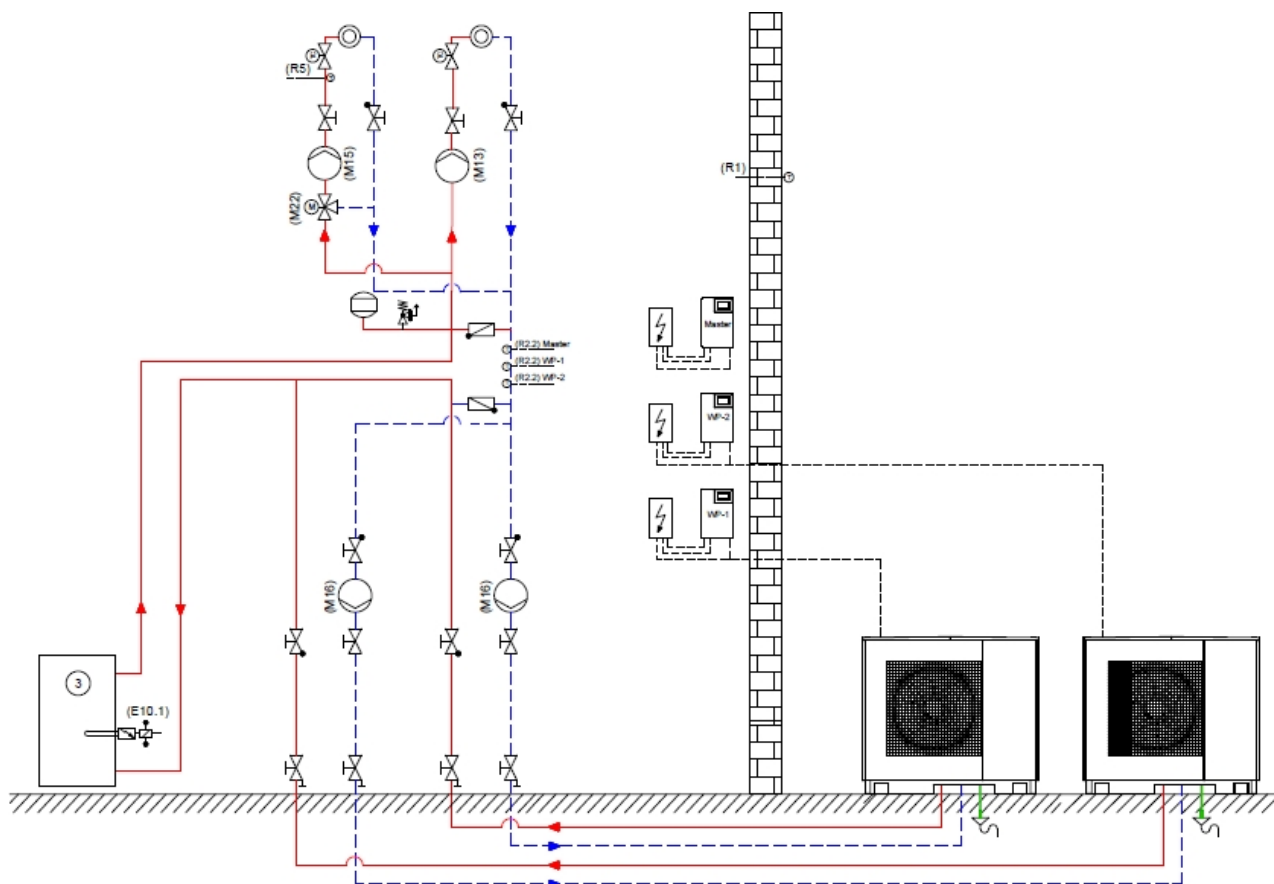 (R5)
(M15)
(M13)
(M22)
(R1)
Master
(R2.2) Master
(R2.2) WP-1
(R2.2) WP-2
WP-2
WP-1
(M16)
(M16)
3
(E10.1)
M